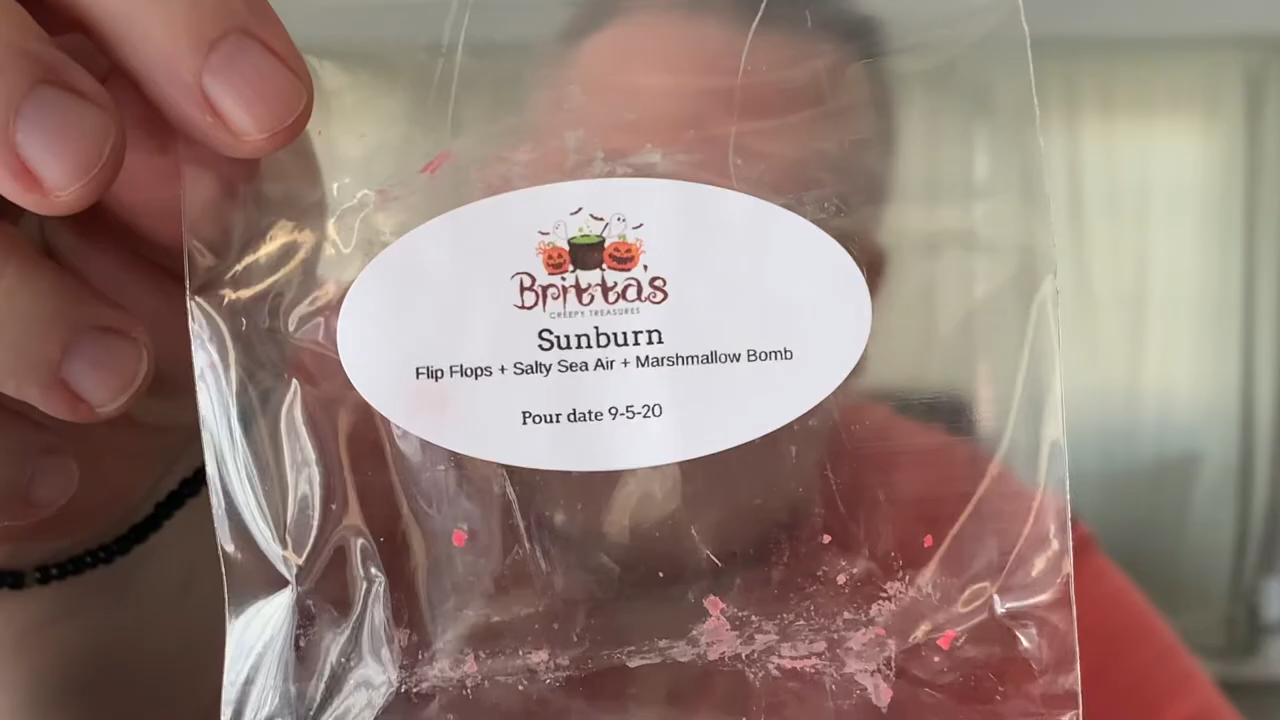 Britta's
CREEPY TREASURES
Sunburn
Flip Flops + Salty Sea Air + Marshmallow Bomb
Pour date 9-5-20